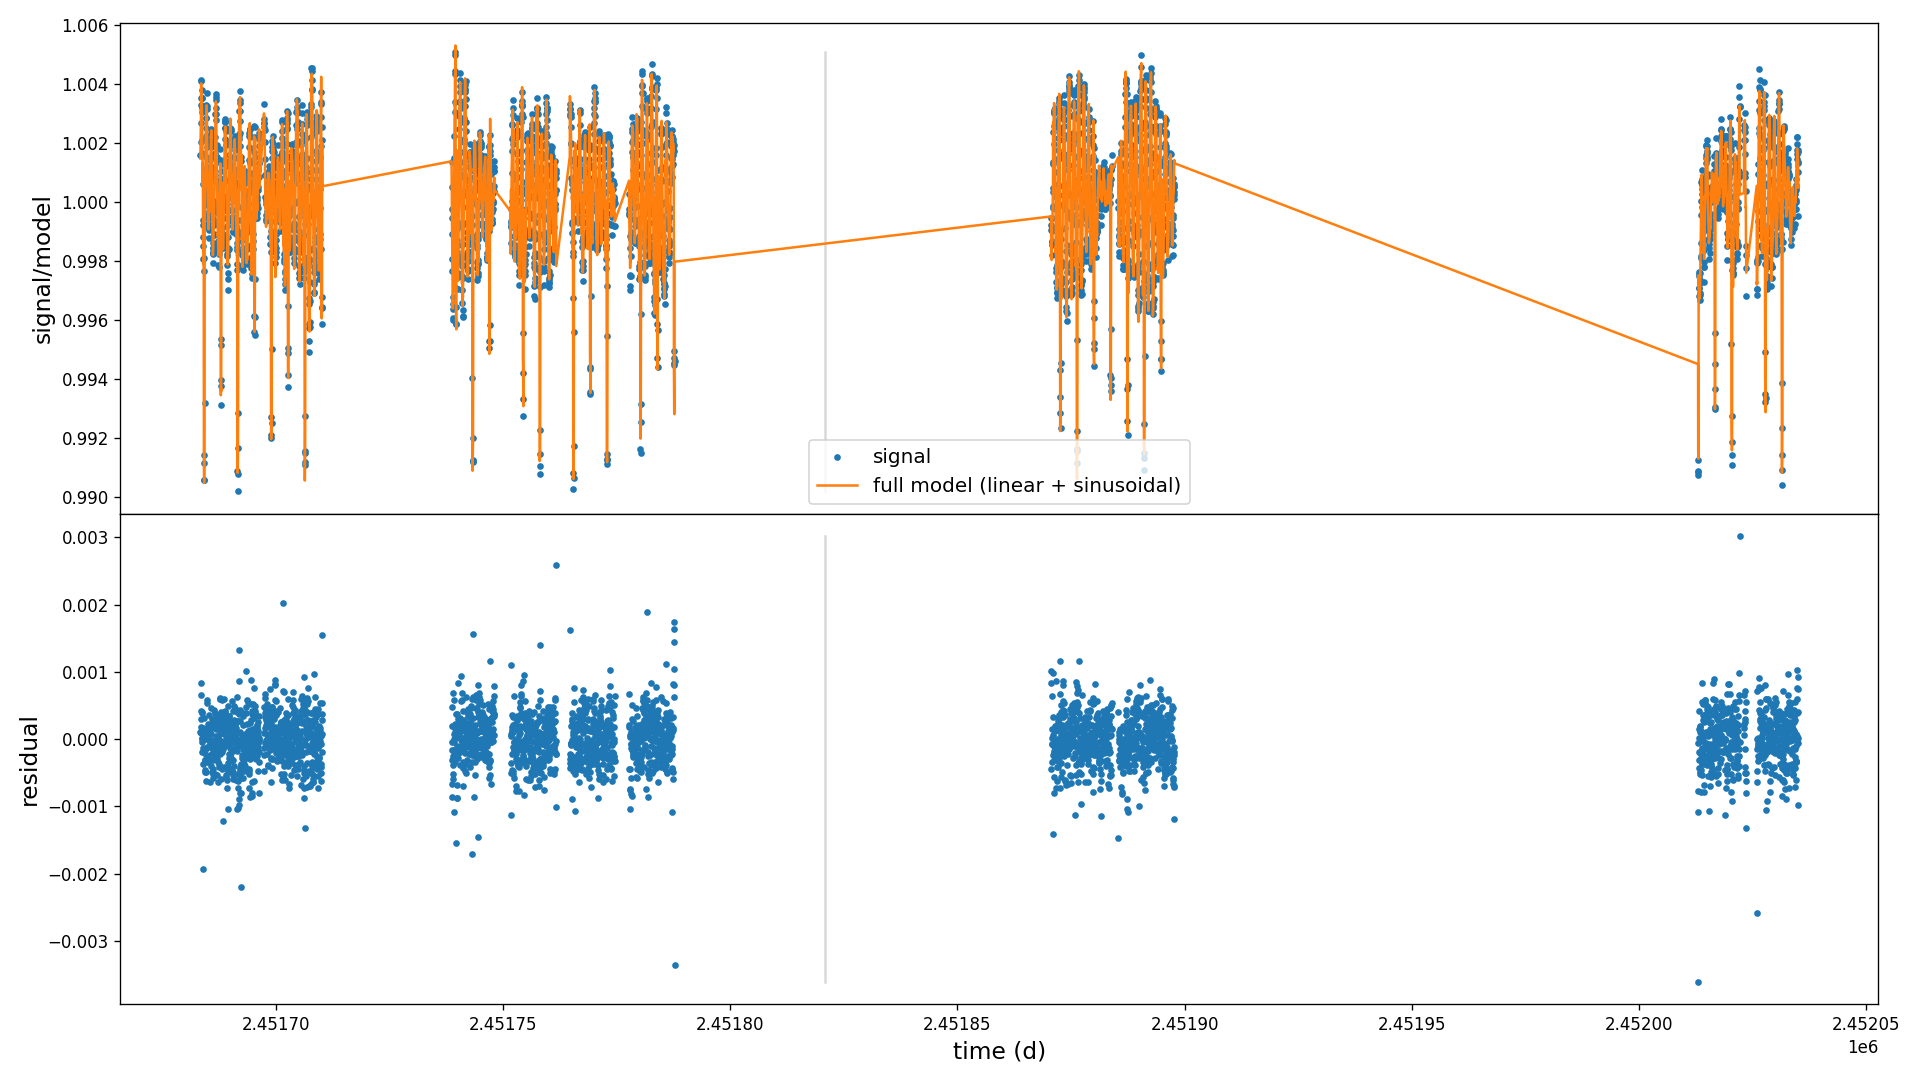 1.006
1.004
1.002
1.000
0.998
0.996
0.994
0.992
0.990
signal/model
signal
full model (linear + sinusoidal)
0.003
0.002
0.001
0.000
−0.001
−0.002
−0.003
residual
2.45170 2.45175 2.45180 2.45185 2.45190 2.45195 2.45200 2.45205
1e6
time (d)